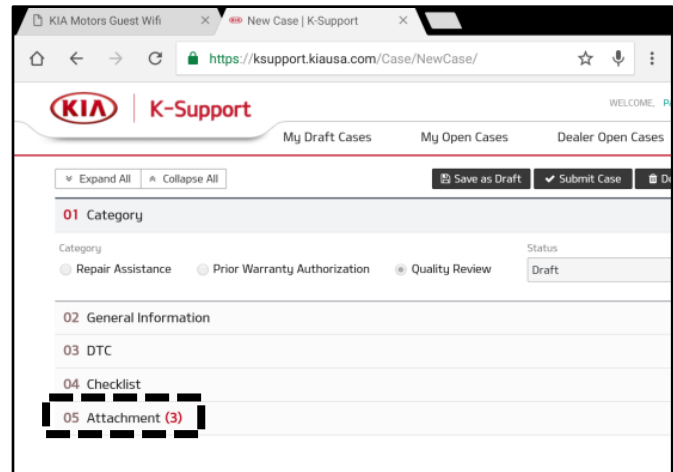 KIA Motors Guest Wifi
New Case | K-Support
https://ksupport.kiausa.com/Case/NewCase/
KIA K-Support
WELCOME,
My Draft Cases My Open Cases Dealer Open Cases
Expand All Collapse All Save as Draft Submit Case
01 Category
Category Status
Repair Assistance Prior Warranty Authorization Quality Review Draft
02 General Information
03 DTC
04 Checklist
05 Attachment (3)